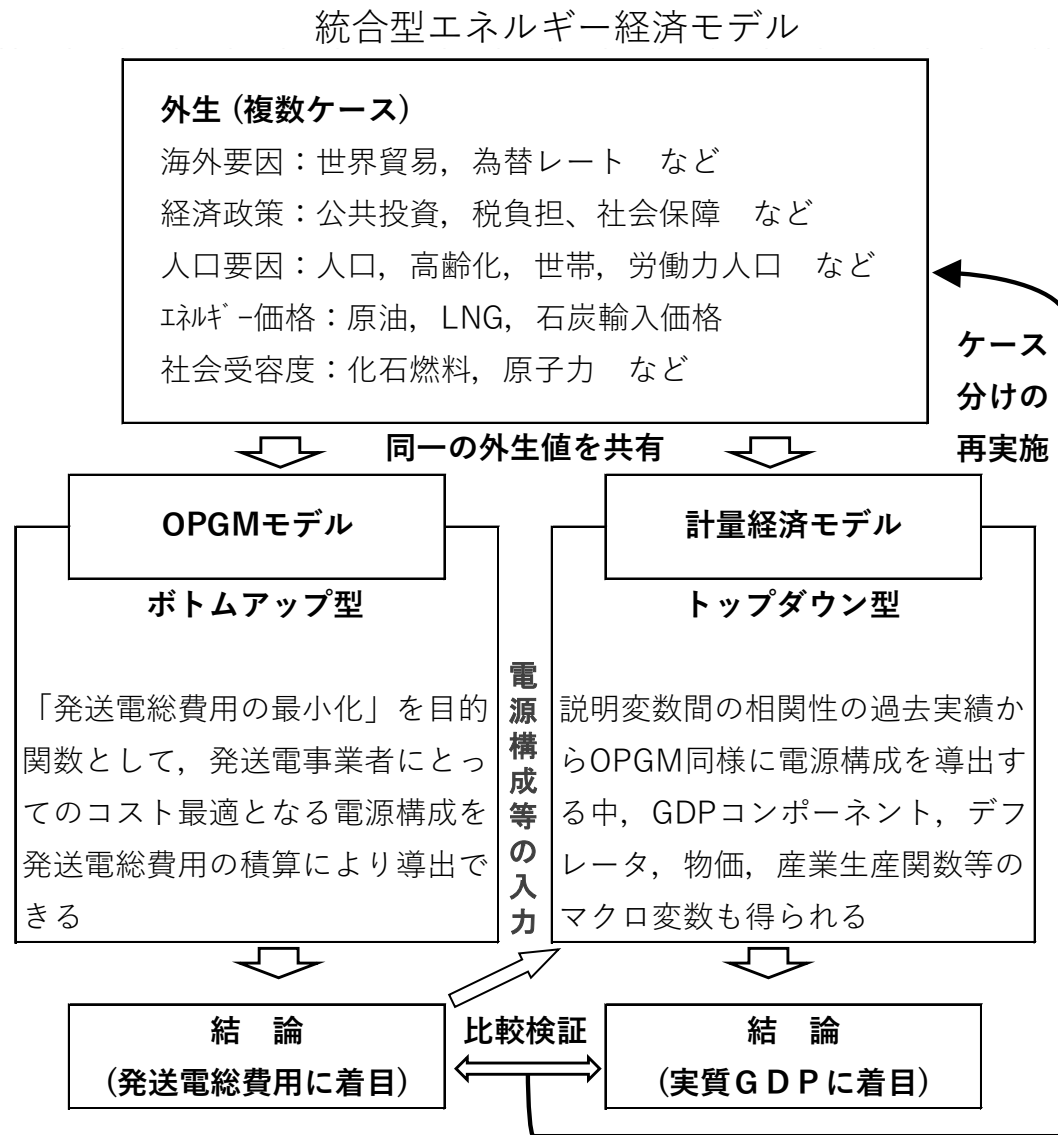 統合型エネルギー経済モデル
外生 (複数ケース)
海外要因：世界貿易，為替レート　など
経済政策：公共投資，税負担、社会保障　など
人口要因：人口，高齢化，世帯，労働力人口　など
ｴﾈﾙｷﾞｰ価格：原油，LNG，石炭輸入価格
社会受容度：化石燃料，原子力　など
ケース
分けの
再実施
同一の外生値を共有
OPGMモデル
ボトムアップ型
「発送電総費用の最小化」を目的
関数として，発送電事業者にとっ
てのコスト最適となる電源構成を
発送電総費用の積算により導出で
きる
電源構成等の入力
計量経済モデル
トップダウン型
説明変数間の相関性の過去実績か
らOPGM同様に電源構成を導出す
る中，GDPコンポーネント，デフ
レータ，物価，産業生産関数等の
マクロ変数も得られる
結　論
(発送電総費用に着目)
比較検証
結　論
(実質ＧＤＰに着目)